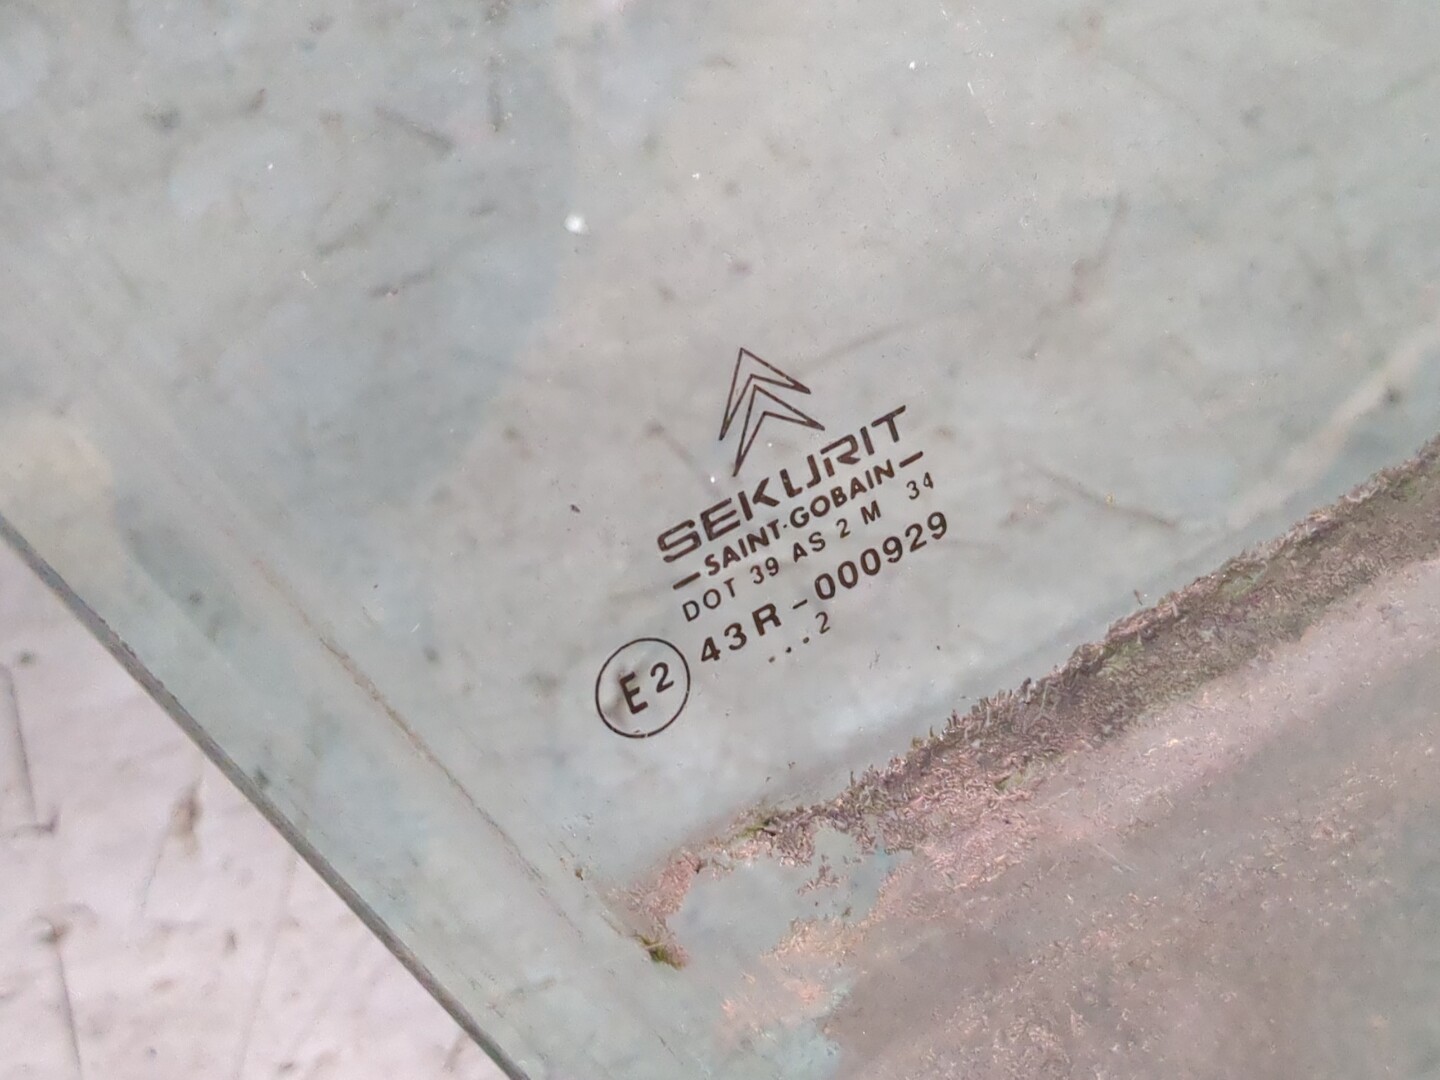 SEKURIT
SAINT-GOBAIN
DOT 39 AS 2 M 34
E2 43R-000929
...2